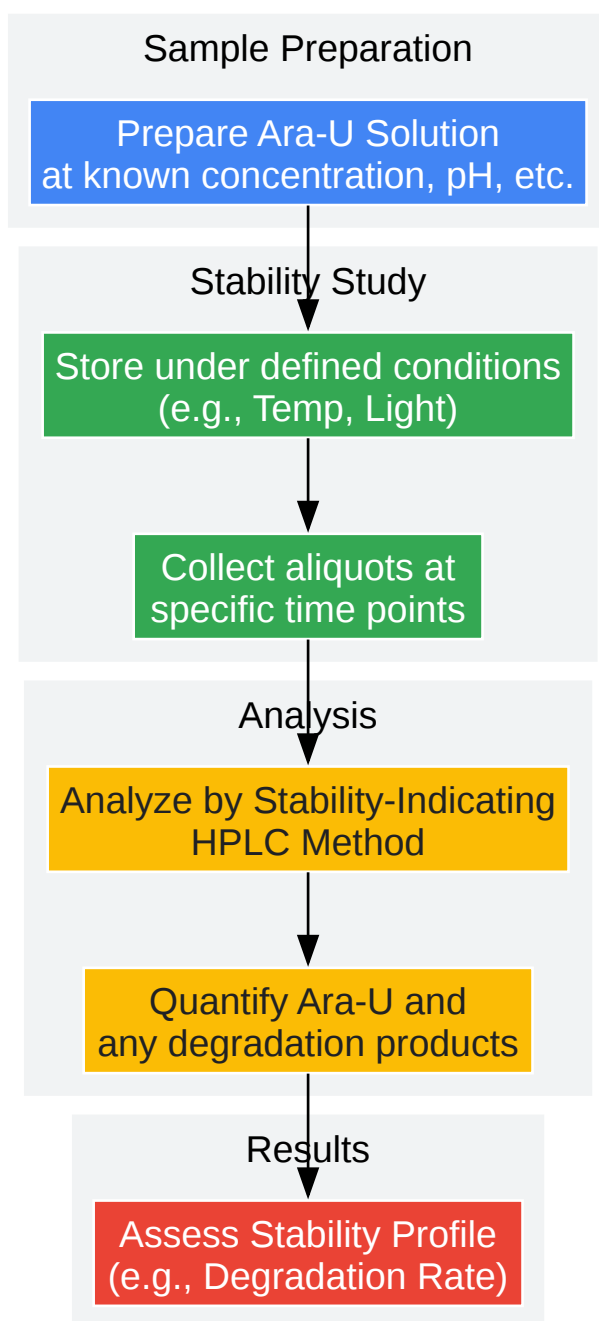 Sample Preparation
Prepare Ara-U Solution
at known concentration, pH, etc.
Stability Study
Store under defined conditions
(e.g., Temp, Light)
Collect aliquots at
specific time points
Analysis
Analyze by Stability-Indicating
HPLC Method
Quantify Ara-U and
any degradation products
Results
Assess Stability Profile
(e.g., Degradation Rate)